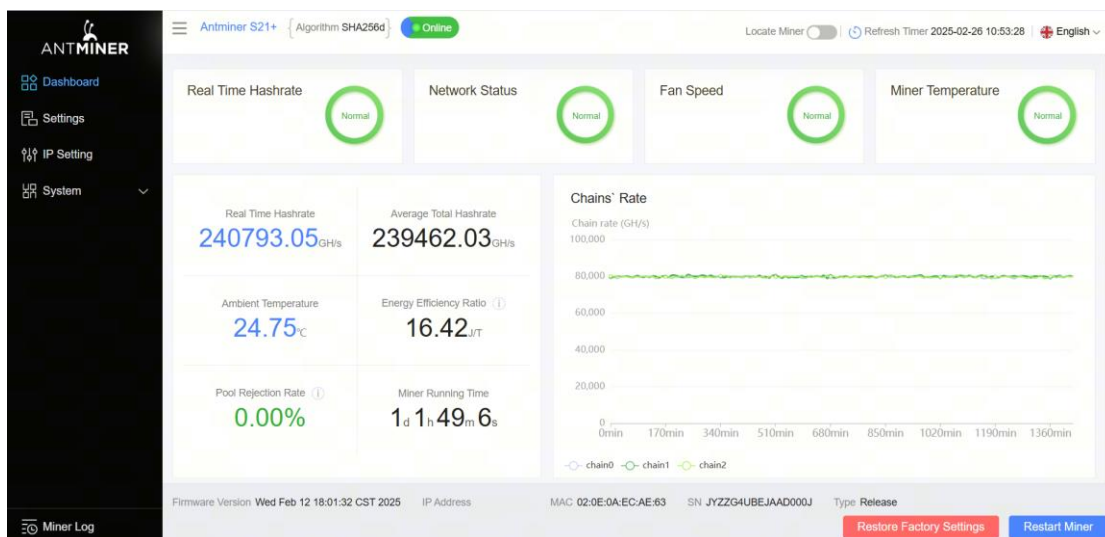 ANTMINER
Antminer S21+ {Algorithm SHA256d} Online
Locate Miner Refresh Timer 2025-02-26 10:53:28 English
Dashboard
Settings
IP Setting
System
Miner Log
Real Time Hashrate
Normal
Network Status
Normal
Fan Speed
Normal
Miner Temperature
Normal
Real Time Hashrate
240793.05GH/s
Average Total Hashrate
239462.03GH/s
Ambient Temperature
24.75℃
Energy Efficiency Ratio i
16.42J/T
Pool Rejection Rate i
0.00%
Miner Running Time
1d 1h 49m 6s
Chains` Rate
Chain rate (GH/s)
100,000
80,000
60,000
40,000
20,000
0
0min 170min 340min 510min 680min 850min 1020min 1190min 1360min
chain0 chain1 chain2
Firmware Version Wed Feb 12 18:01:32 CST 2025 IP Address MAC 02:0E:0A:EC:AE:63 SN JYZZG4UBEJAAD000J Type Release
Restore Factory Settings Restart Miner